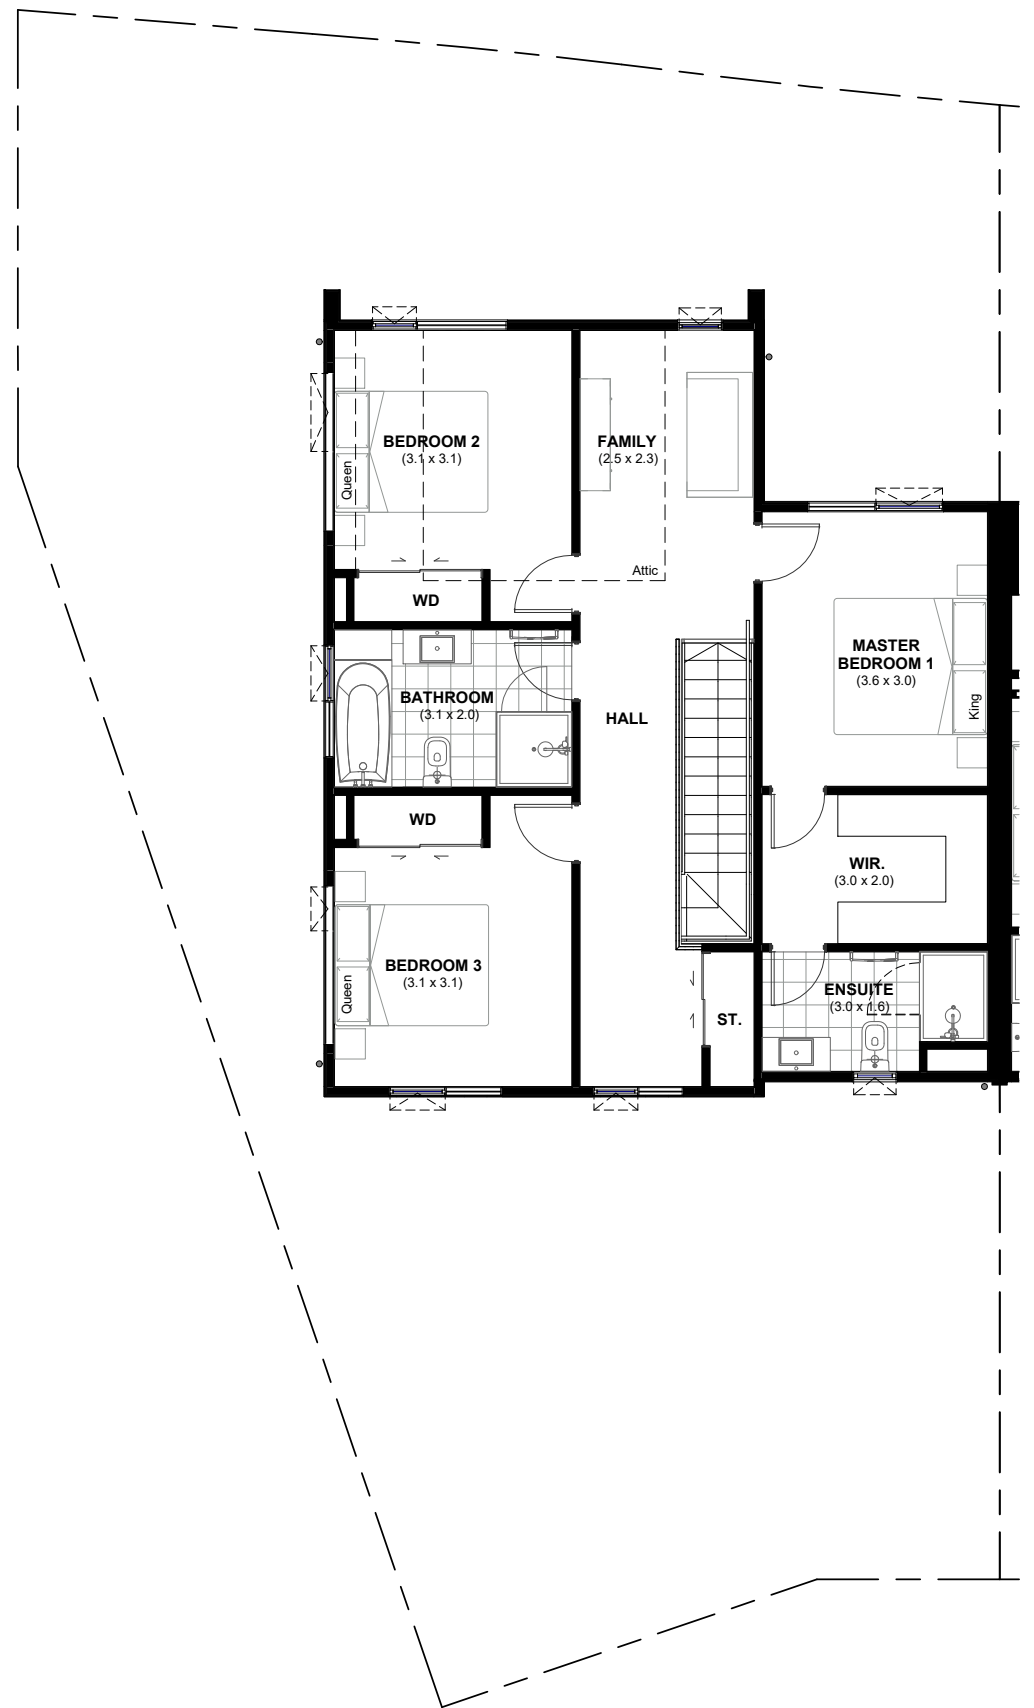 BEDROOM 2
(3.1 x 3.1)
Queen
FAMILY
(2.5 x 2.3)
Attic
WD
MASTER
BEDROOM 1
(3.6 x 3.0)
King
BATHROOM
(3.1 x 2.0)
HALL
WD
WIR.
(3.0 x 2.0)
BEDROOM 3
(3.1 x 3.1)
Queen
ST.
ENSUITE
(3.0 x 1.6)